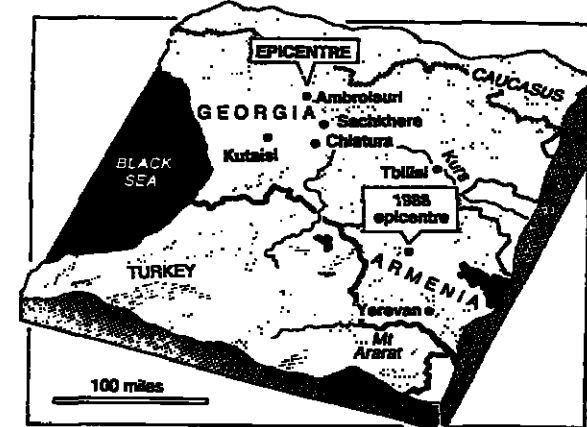 EPICENTRE
CAUCASUS
Ambrolauri
GEORGIA
Sachkhere
Chiatura
Kutaisi
BLACK
SEA
Tbilisi
Kura
1988
epicentre
TURKEY
ARMENIA
Yerevan
Mt
Ararat
100 miles